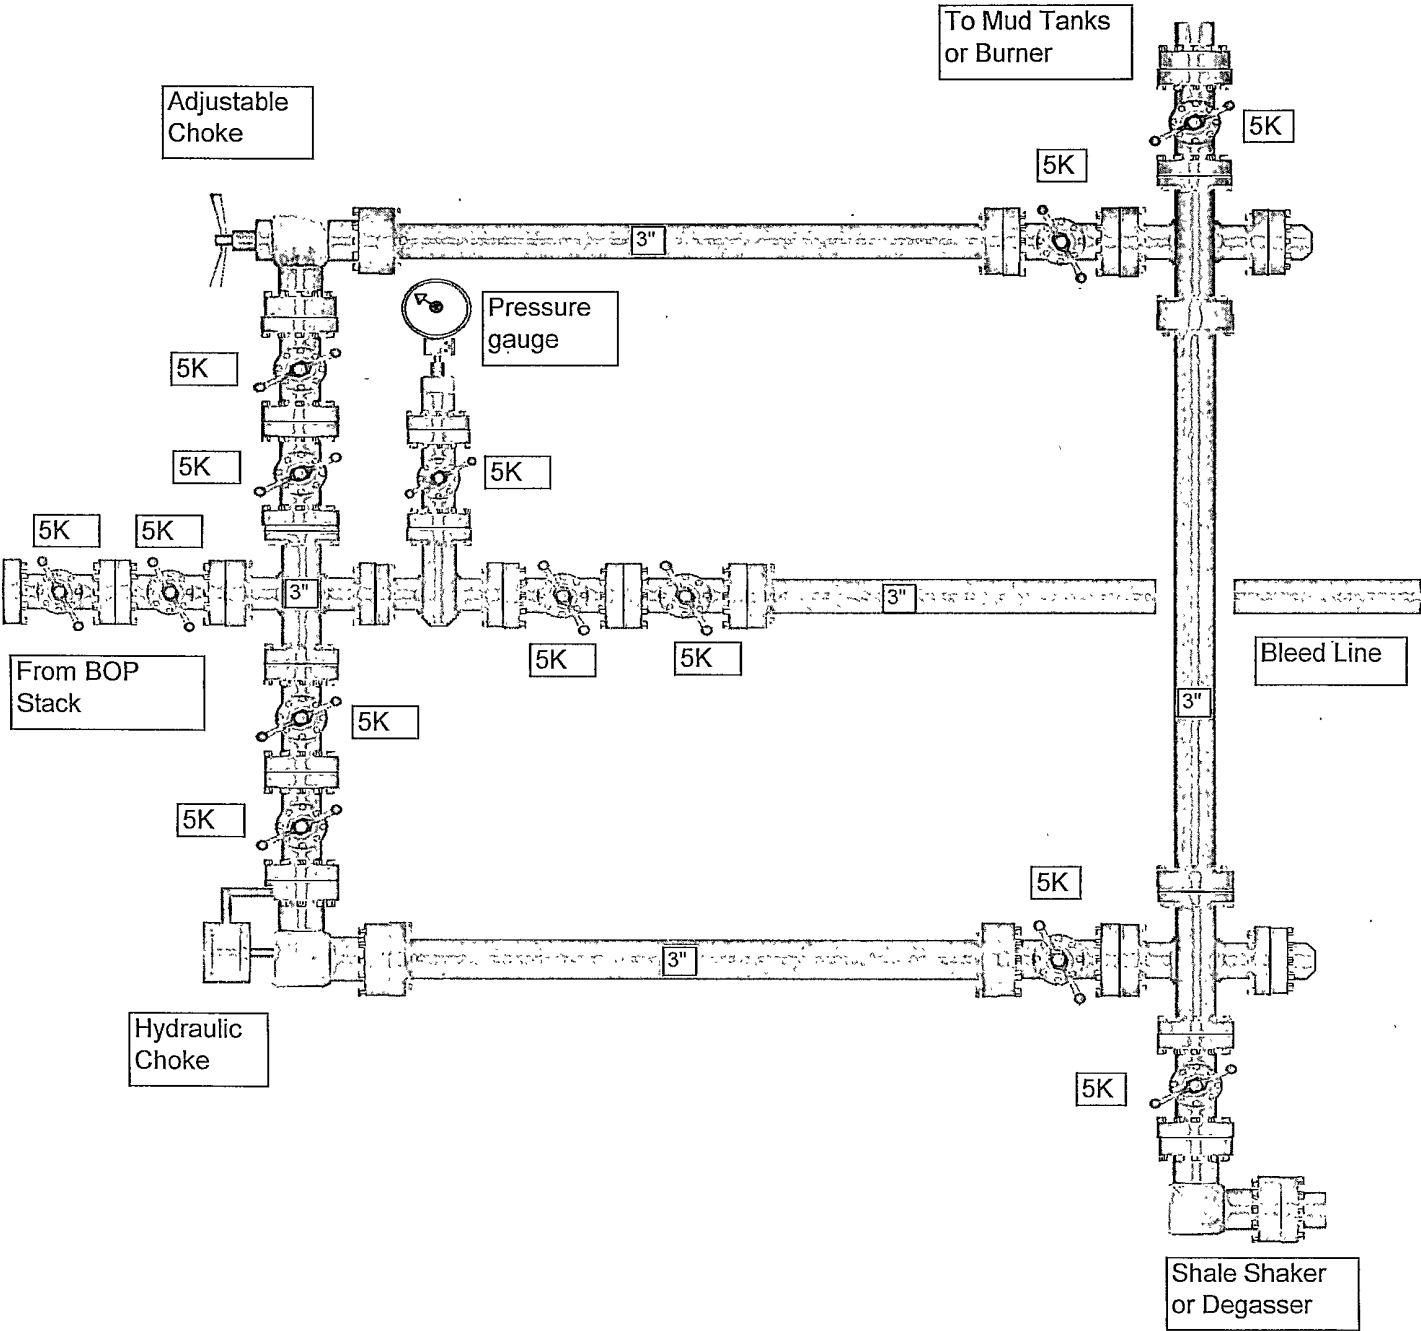 To Mud Tanks
or Burner
Adjustable
Choke
5K
5K
3"
Pressure
gauge
5K
5K
5K
5K
5K
3"
3"
5K
5K
From BOP
Stack
Bleed Line
3"
5K
5K
5K
3"
Hydraulic
Choke
5K
Shale Shaker
or Degasser